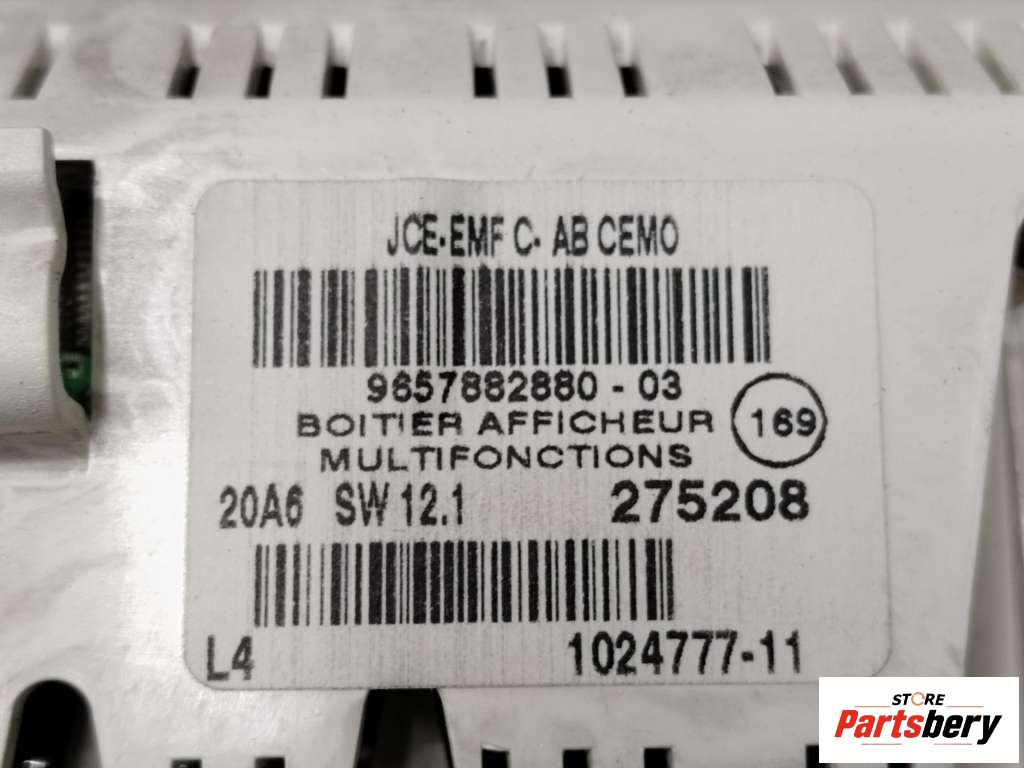 JCE-EMF C- AB CEMO
9657882880 - 03
BOITIER AFFICHEUR
MULTIFONCTIONS
169
20A6 SW 12.1 275208
L4 1024777-11
STORE
Partsbery